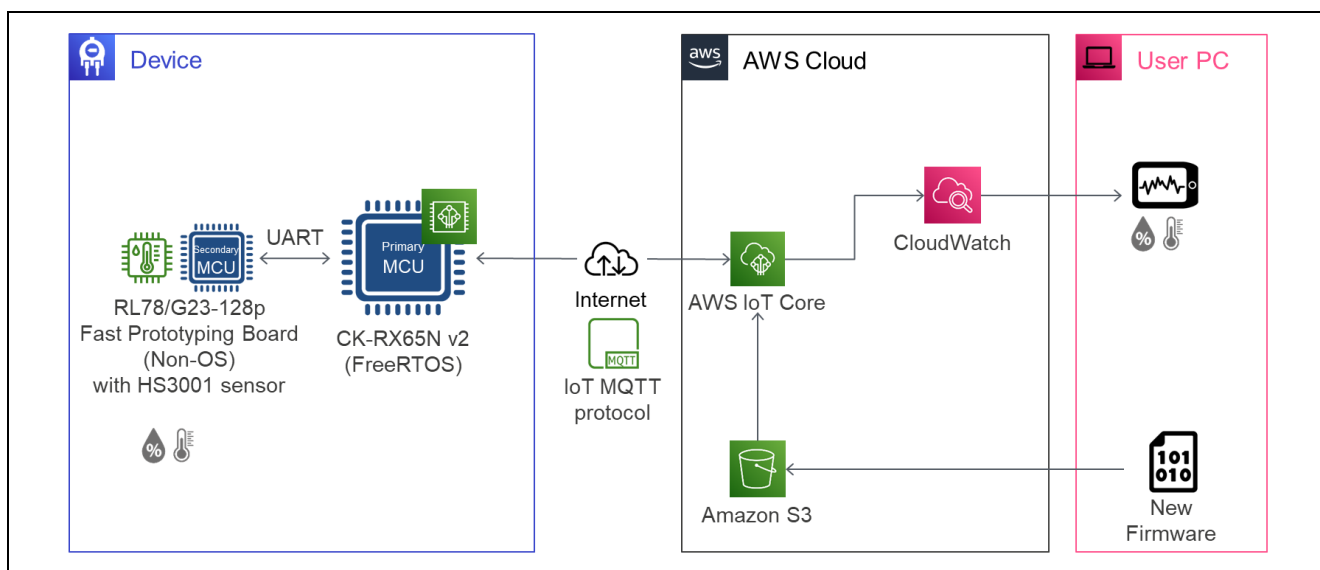 Device
Secondary
MCU
UART
Primary
MCU
RL78/G23-128p
Fast Prototyping Board
(Non-OS)
with HS3001 sensor
%
CK-RX65N v2
(FreeRTOS)
Internet
MQTT
IoT MQTT
protocol
aws
AWS Cloud
AWS IoT Core
CloudWatch
Amazon S3
User PC
%
101
010
New
Firmware